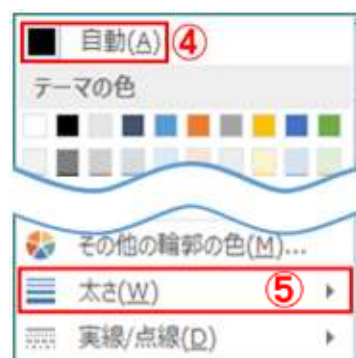 自動(A) ④
テーマの色
その他の輪郭の色(M)...
太さ(W) ⑤
実線/点線(D)